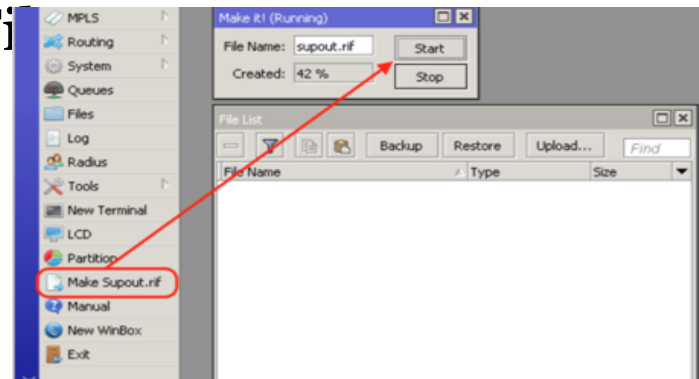 MPLS
Routing
System
Queues
Files
Log
Radius
Tools
New Terminal
LCD
Partition
Make Supout.rif
Manual
New WinBox
Exit
Make it! (Running)
File Name: supout.rif Start
Created: 42 % Stop
File List
Backup Restore Upload... Find
File Name Type Size